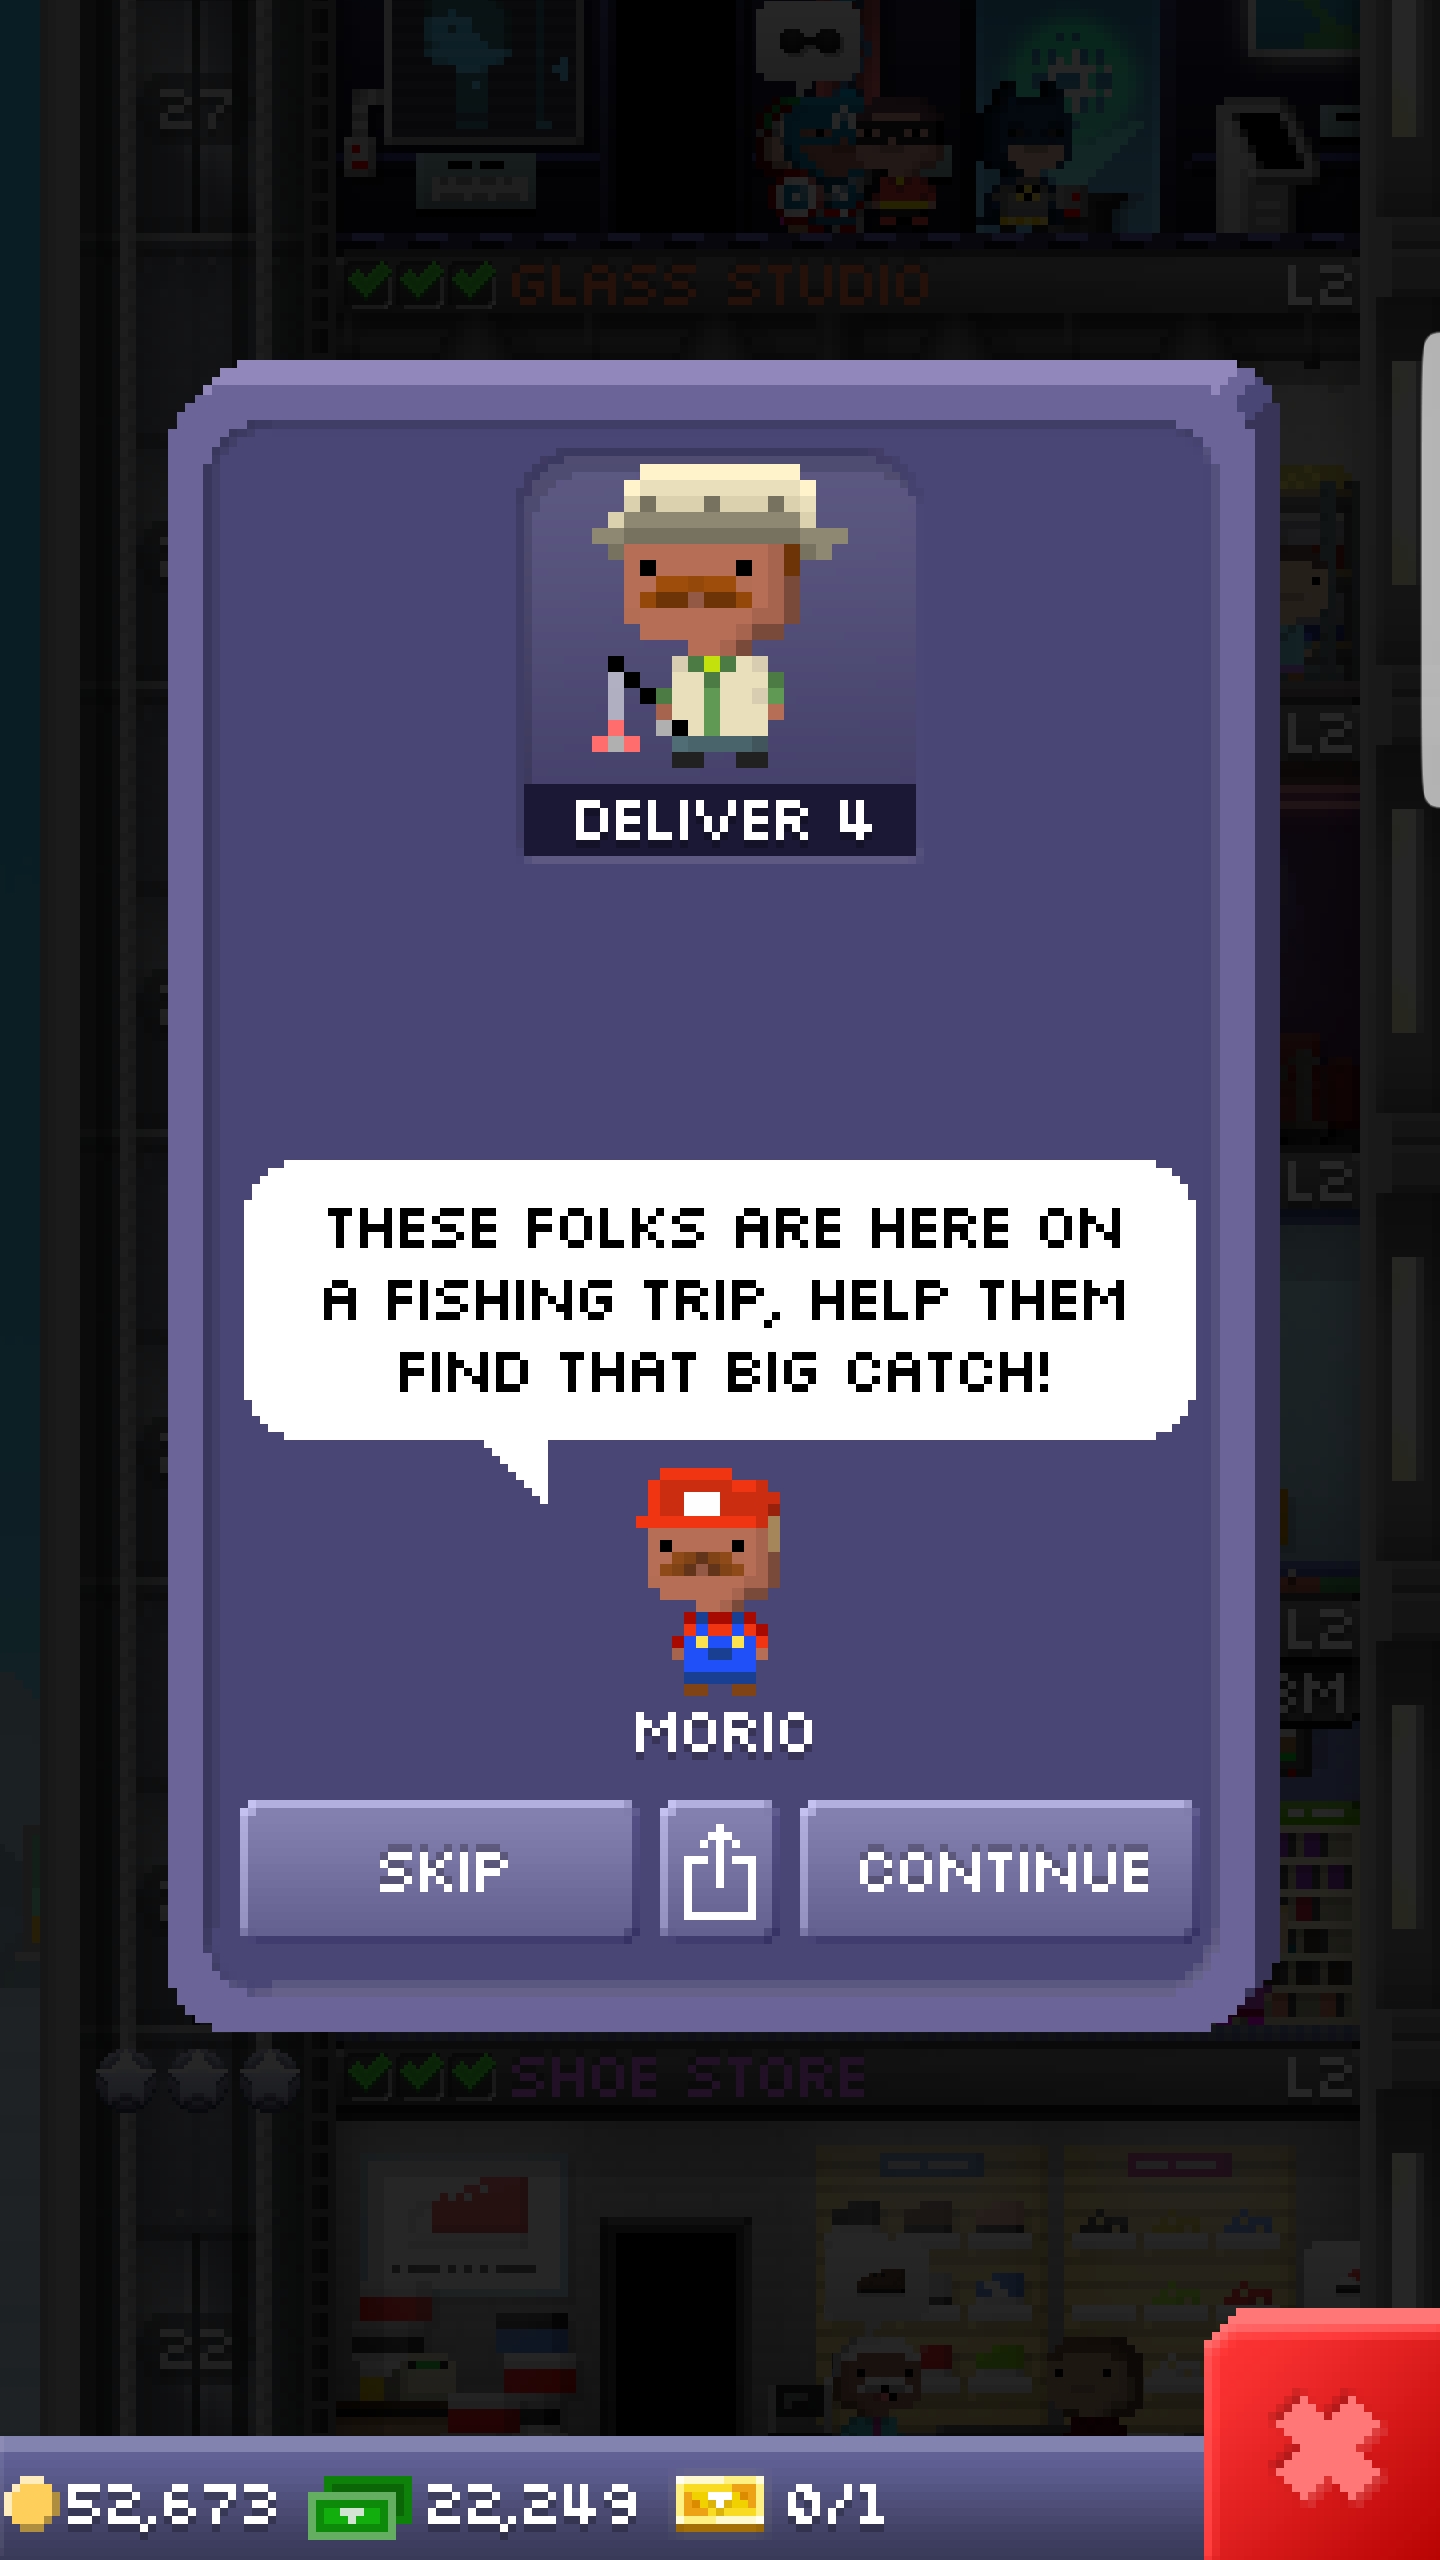 27
GLASS STUDIO L2
DELIVER 4
L2
L2
THESE FOLKS ARE HERE ON
A FISHING TRIP, HELP THEM
FIND THAT BIG CATCH!
L2
MORIO
SKIP
CONTINUE
SHOE STORE L2
22
52,673 22,249 0/1